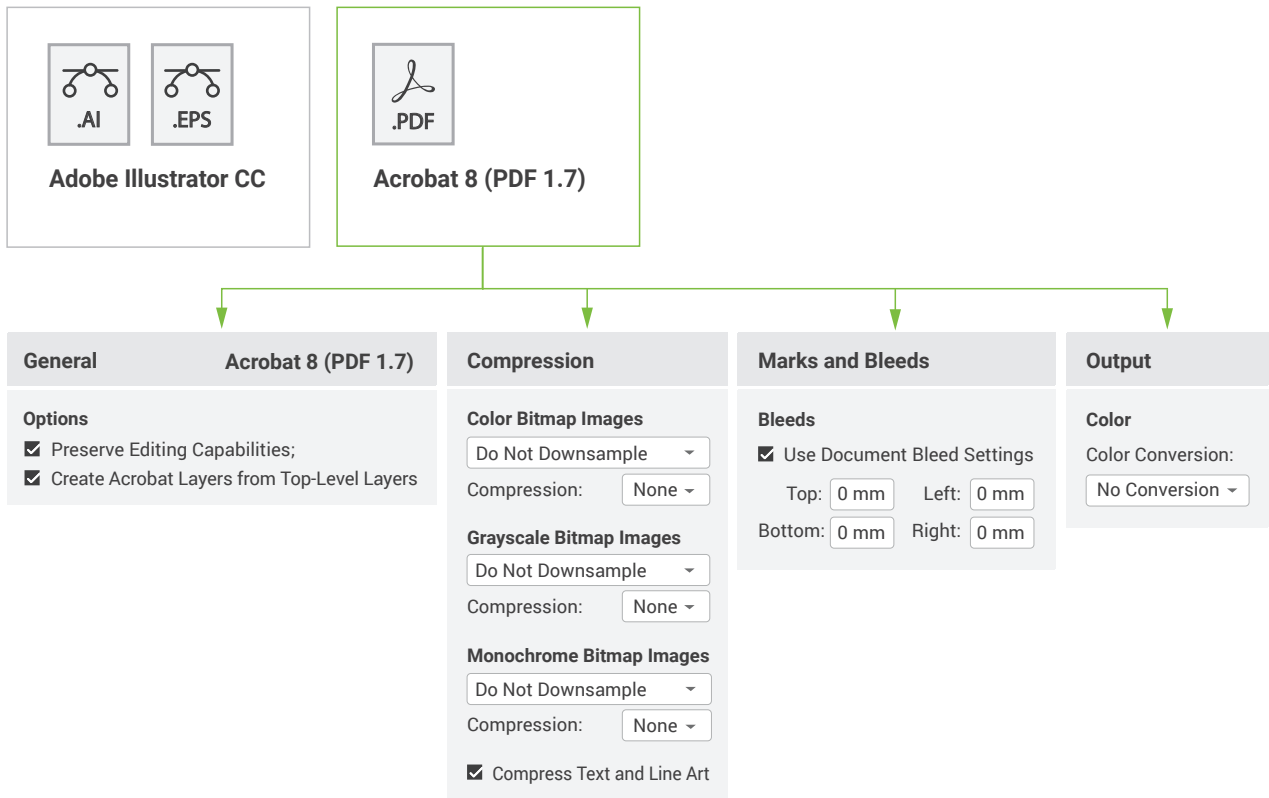 .AI
.EPS
Adobe Illustrator CC
.PDF
Acrobat 8 (PDF 1.7)
General Acrobat 8 (PDF 1.7)
Options
Preserve Editing Capabilities;
Create Acrobat Layers from Top-Level Layers
Compression
Color Bitmap Images
Do Not Downsample
Compression: None
Grayscale Bitmap Images
Do Not Downsample
Compression: None
Monochrome Bitmap Images
Do Not Downsample
Compression: None
Compress Text and Line Art
Marks and Bleeds
Bleeds
Use Document Bleed Settings
Top: 0 mm Left: 0 mm
Bottom: 0 mm Right: 0 mm
Output
Color
Color Conversion:
No Conversion